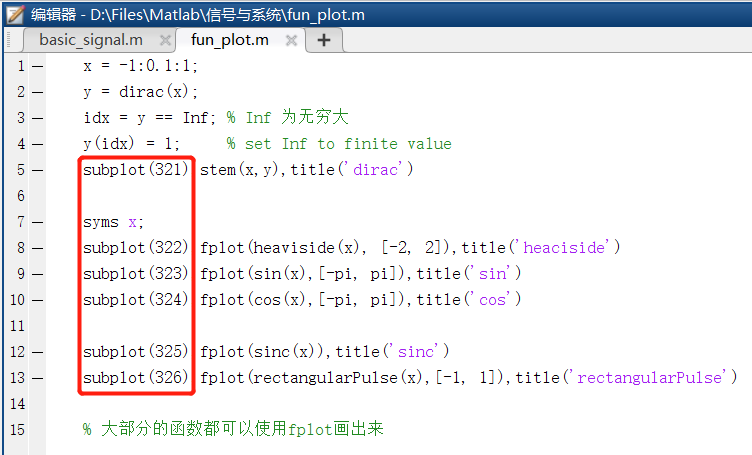 编辑器 - D:\Files\Matlab\信号与系统\fun_plot.m
basic_signal.m × fun_plot.m × +
1 — x = -1:0.1:1;
2 — y = dirac(x);
3 — idx = y == Inf; % Inf 为无穷大
4 — y(idx) = 1; % set Inf to finite value
5 — subplot(321) stem(x,y),title('dirac')
6
7 — syms x;
8 — subplot(322) fplot(heaviside(x), [-2, 2]),title('heaciside')
9 — subplot(323) fplot(sin(x),[-pi, pi]),title('sin')
10 — subplot(324) fplot(cos(x),[-pi, pi]),title('cos')
11
12 — subplot(325) fplot(sinc(x)),title('sinc')
13 — subplot(326) fplot(rectangularPulse(x),[-1, 1]),title('rectangularPulse')
14
15 % 大部分的函数都可以使用fplot画出来